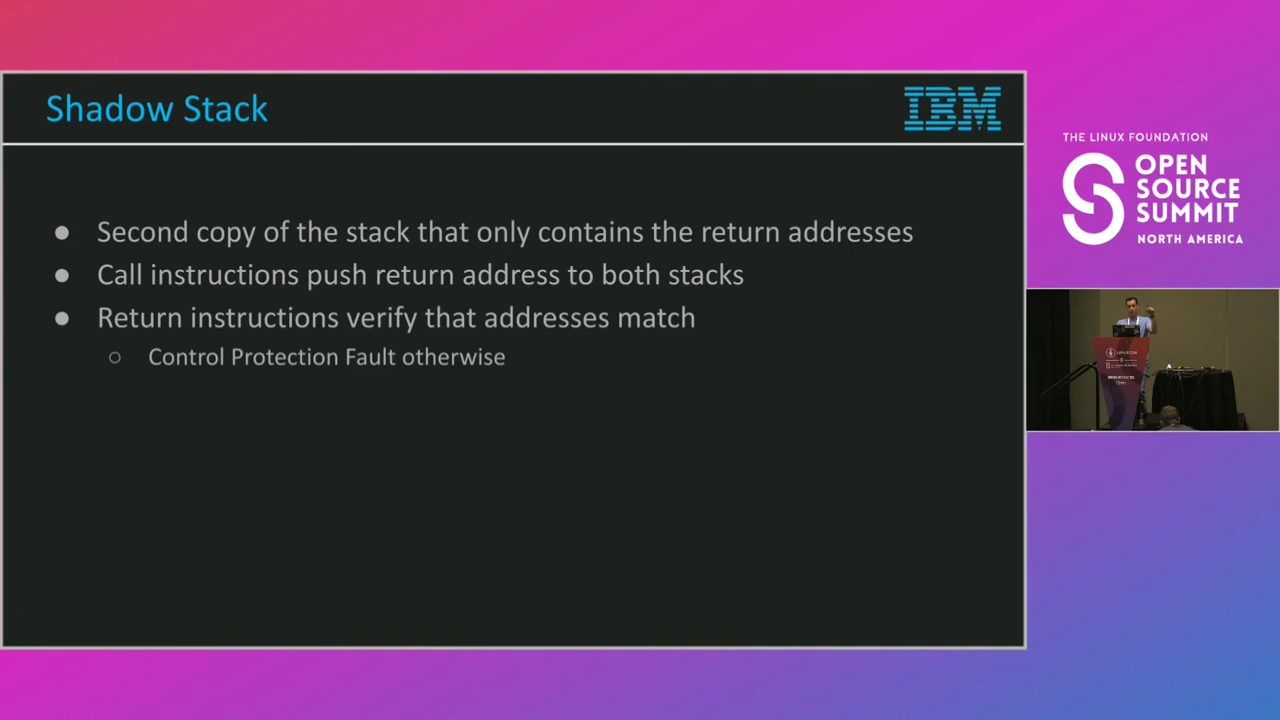 Shadow Stack
IBM
● Second copy of the stack that only contains the return addresses
● Call instructions push return address to both stacks
● Return instructions verify that addresses match
○ Control Protection Fault otherwise
THE LINUX FOUNDATION
OPEN
SOURCE
SUMMIT
NORTH AMERICA